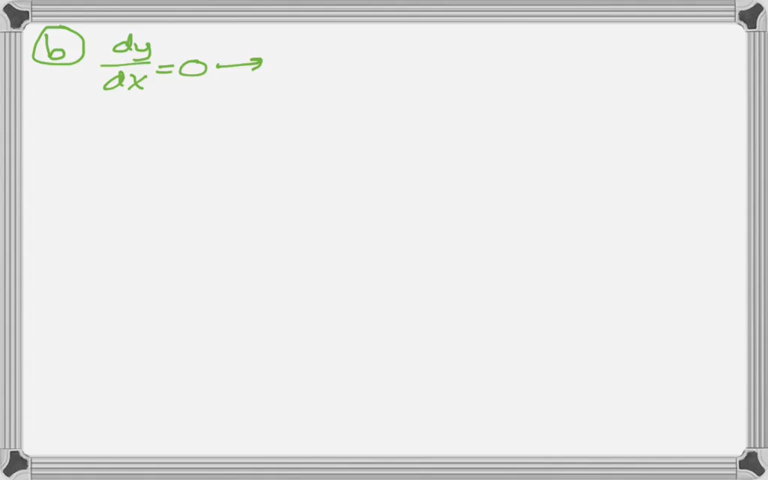 (b) dy/dx = 0 →